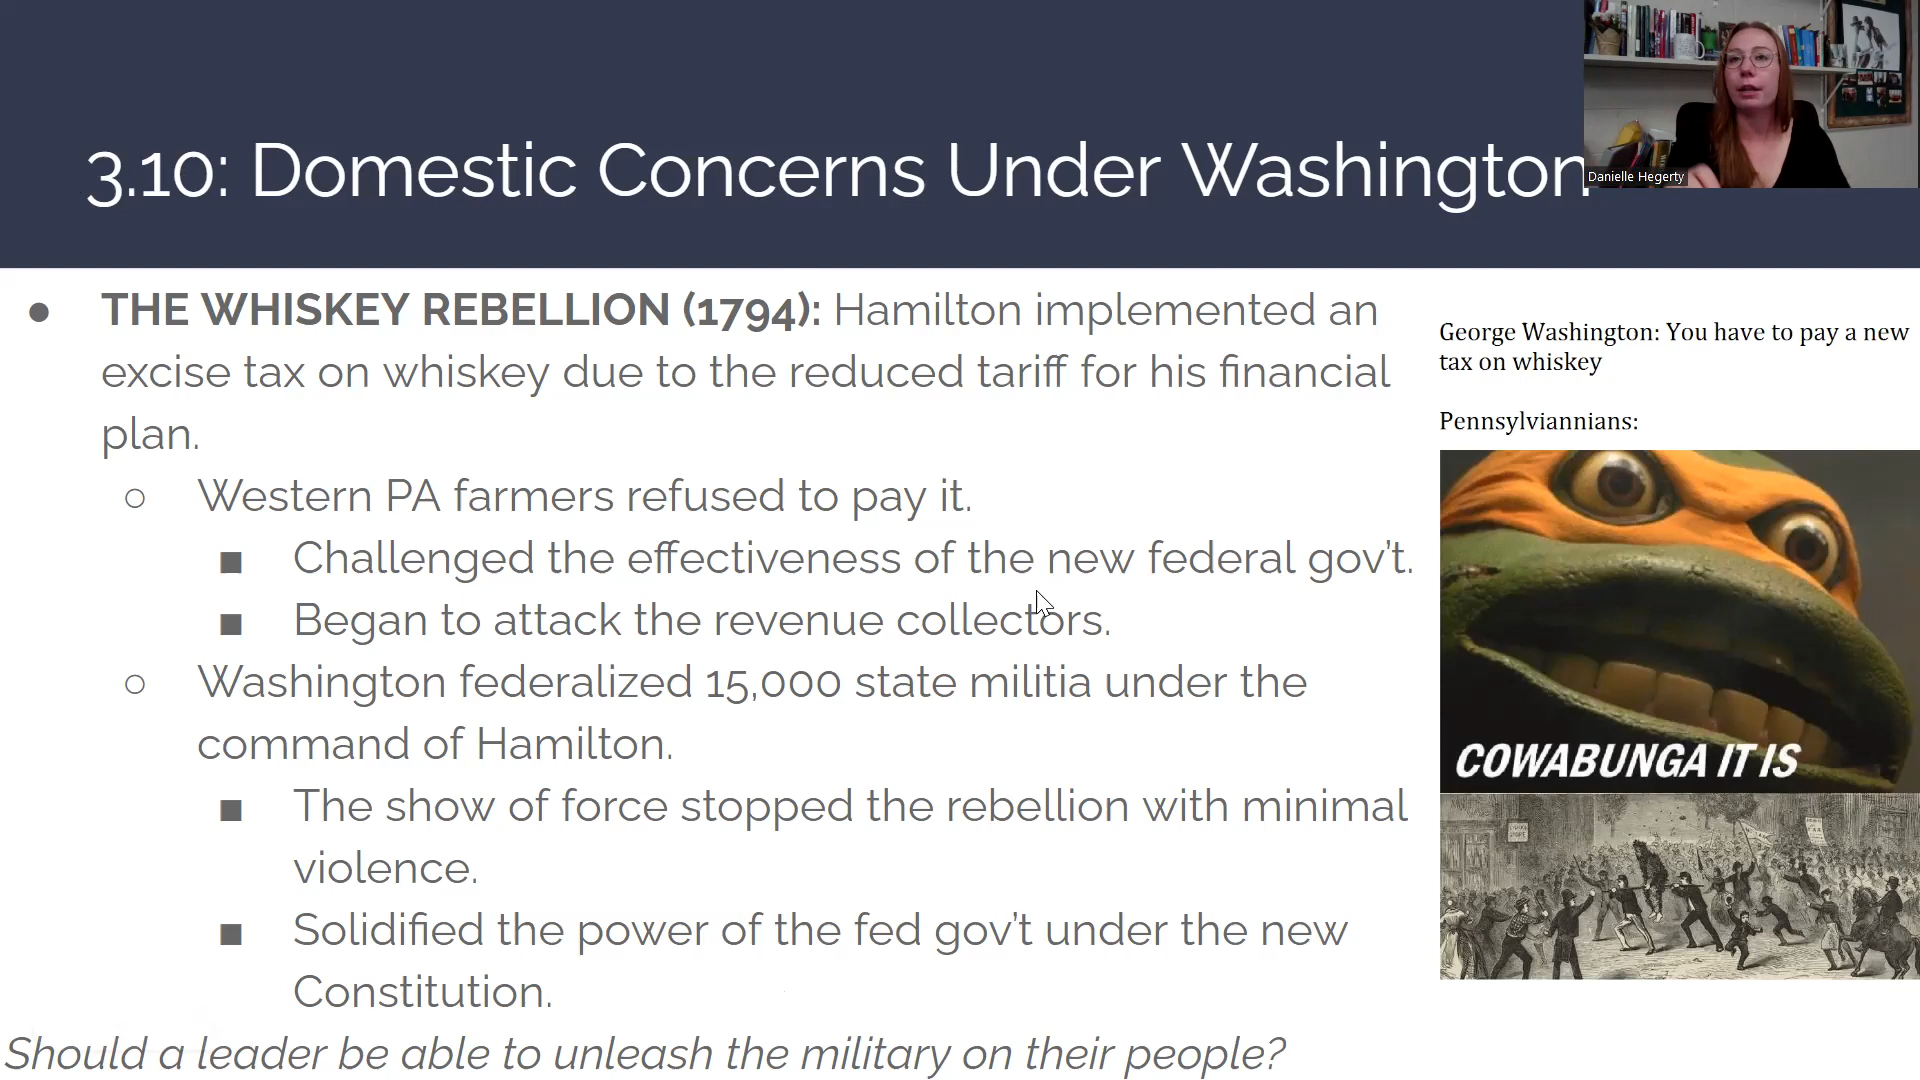 3.10: Domestic Concerns Under Washington
Danielle Hegerty
● THE WHISKEY REBELLION (1794): Hamilton implemented an
excise tax on whiskey due to the reduced tariff for his financial
plan.
○ Western PA farmers refused to pay it.
■ Challenged the effectiveness of the new federal gov’t.
■ Began to attack the revenue collectors.
○ Washington federalized 15,000 state militia under the
command of Hamilton.
■ The show of force stopped the rebellion with minimal
violence.
■ Solidified the power of the fed gov’t under the new
Constitution.
Should a leader be able to unleash the military on their people?
George Washington: You have to pay a new
tax on whiskey
Pennsylviannians:
COWABUNGA IT IS